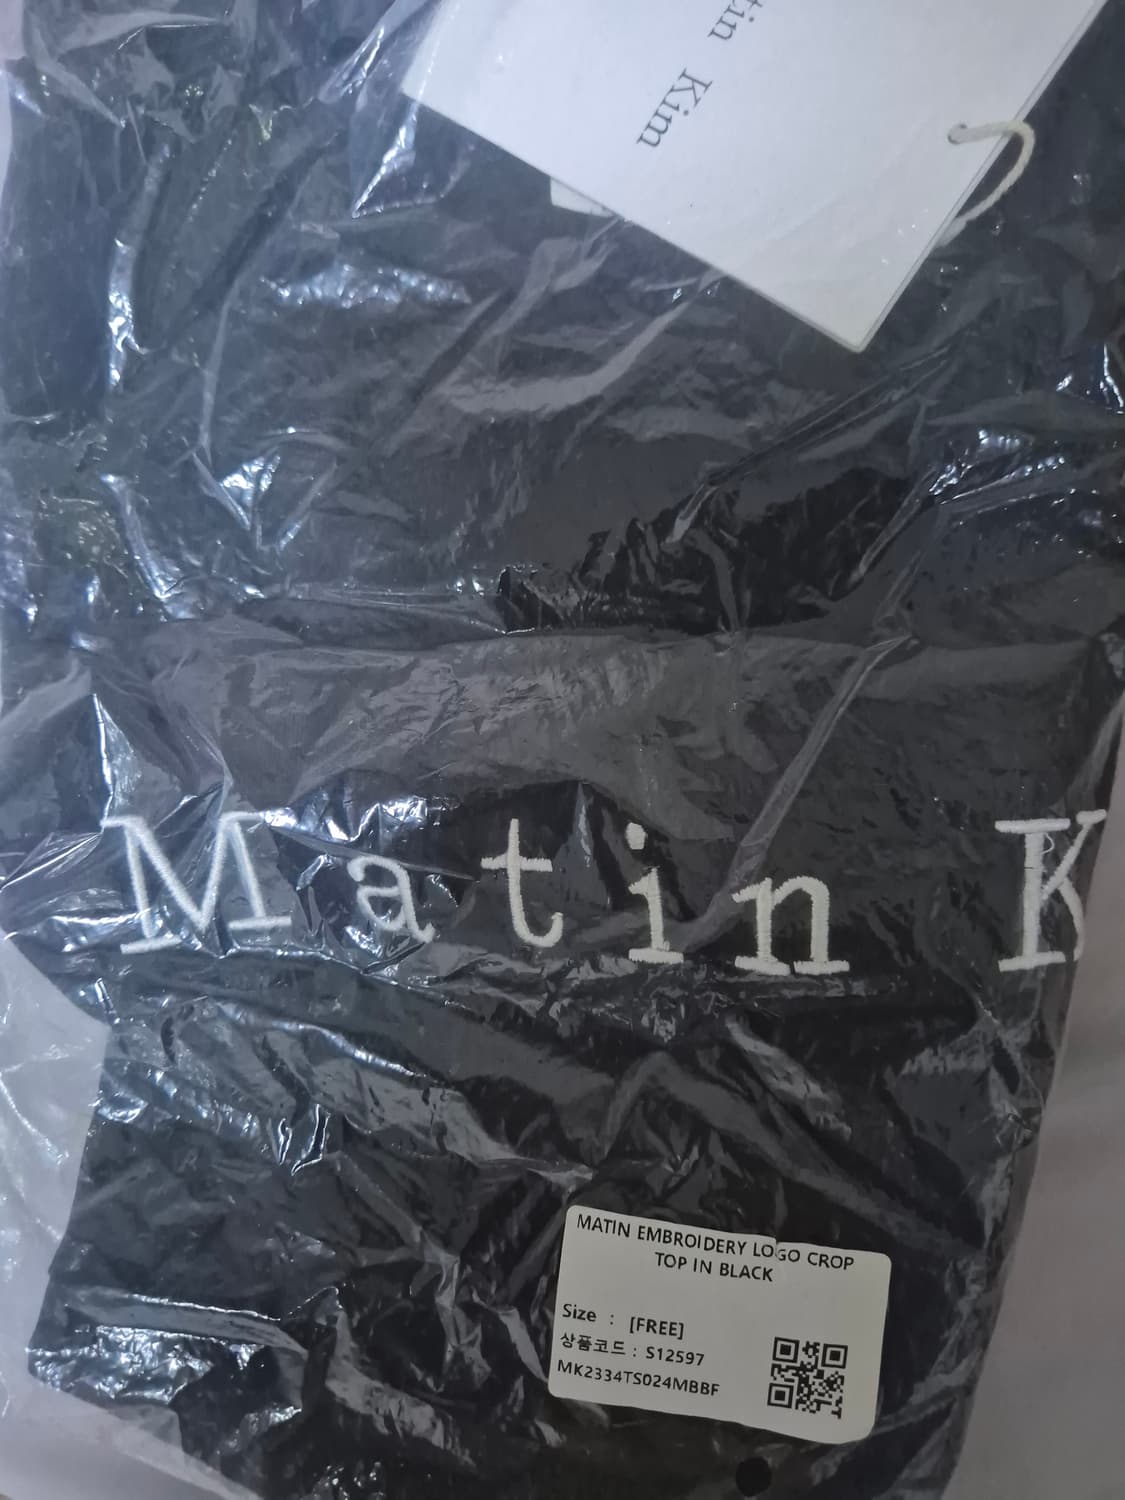 tin Kim
Matin K
MATIN EMBROIDERY LOGO CROP
TOP IN BLACK
Size : [FREE]
상품코드 : S12597
MK2334TS024MBBF